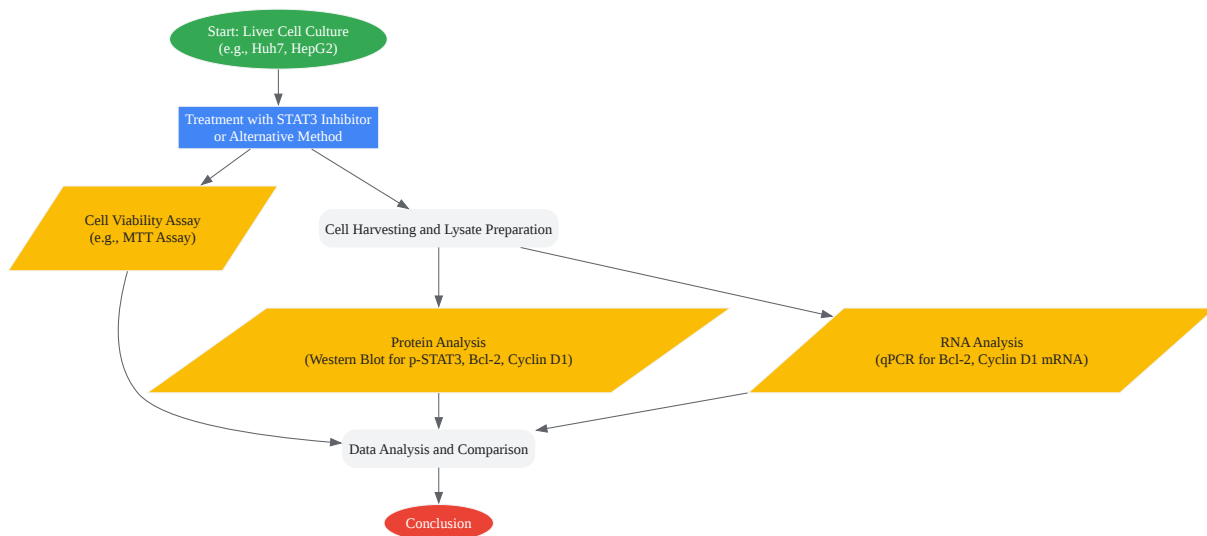 Start: Liver Cell Culture
(e.g., Huh7, HepG2)
Treatment with STAT3 Inhibitor
or Alternative Method
Cell Viability Assay
(e.g., MTT Assay)
Cell Harvesting and Lysate Preparation
Protein Analysis
(Western Blot for p-STAT3, Bcl-2, Cyclin D1)
RNA Analysis
(qPCR for Bcl-2, Cyclin D1 mRNA)
Data Analysis and Comparison
Conclusion